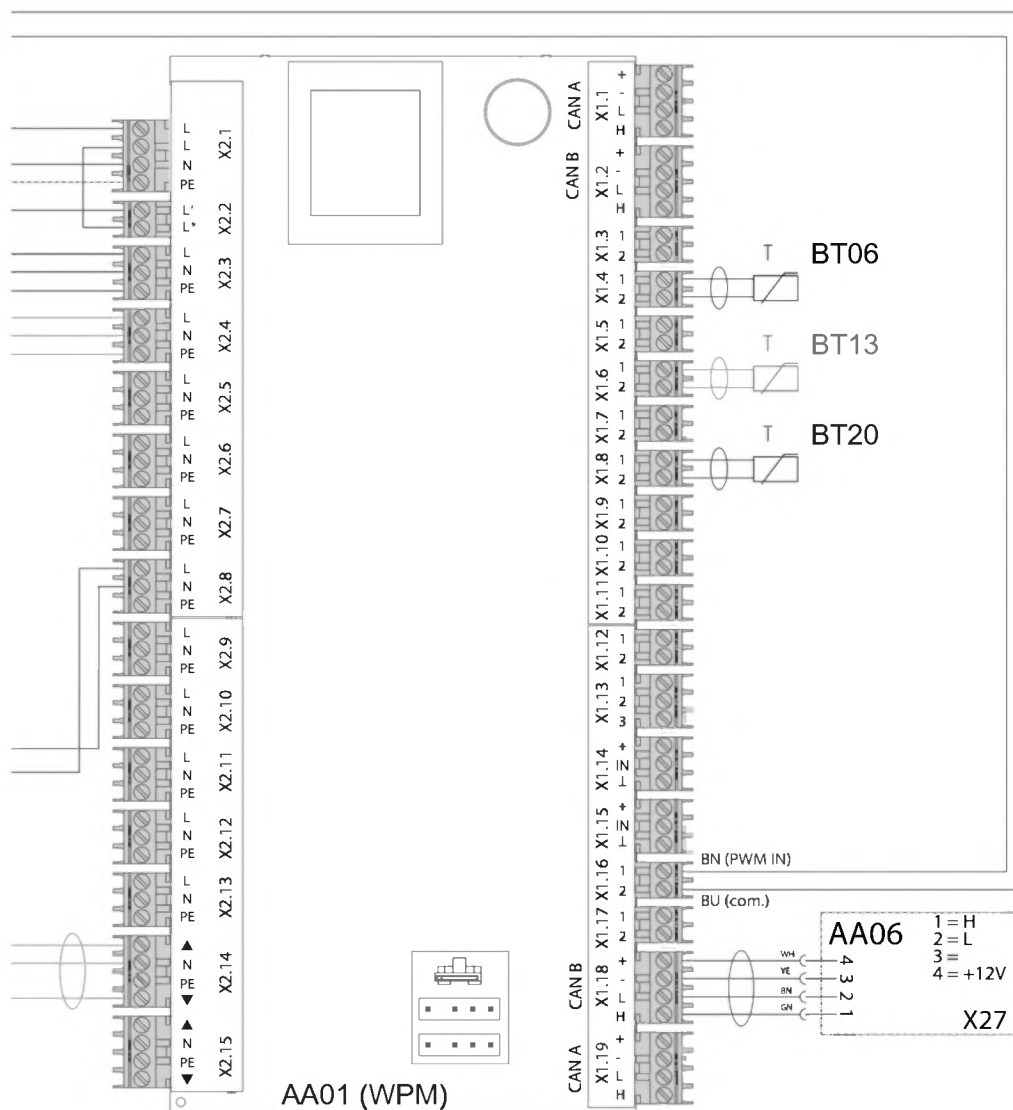 L
L
N
PE
X2.1
L'
L*
X2.2
L
N
PE
X2.3
L
N
PE
X2.4
L
N
PE
X2.5
L
N
PE
X2.6
L
N
PE
X2.7
L
N
PE
X2.8
L
N
PE
X2.9
L
N
PE
X2.10
L
N
PE
X2.11
L
N
PE
X2.12
L
N
PE
X2.13
▲
N
PE
▼
X2.14
▲
N
PE
▼
X2.15
AA01 (WPM)
CAN A
X1.1
+
-
L
H
CAN B
X1.2
+
-
L
H
X1.3
1
2
X1.4
1
2
X1.5
1
2
X1.6
1
2
X1.7
1
2
X1.8
1
2
X1.9
1
2
X1.10
1
2
X1.11
1
2
X1.12
1
2
X1.13
1
2
3
X1.14
+
IN
⊥
X1.15
+
IN
⊥
X1.16
1
2
X1.17
1
2
CAN B
X1.18
+
-
L
H
CAN A
X1.19
+
-
L
H
T
BT06
T
BT13
T
BT20
BN (PWM IN)
BU (com.)
WH
YE
BN
GN
4
3
2
1
AA06
1 = H
2 = L
3 =
4 = +12V
X27